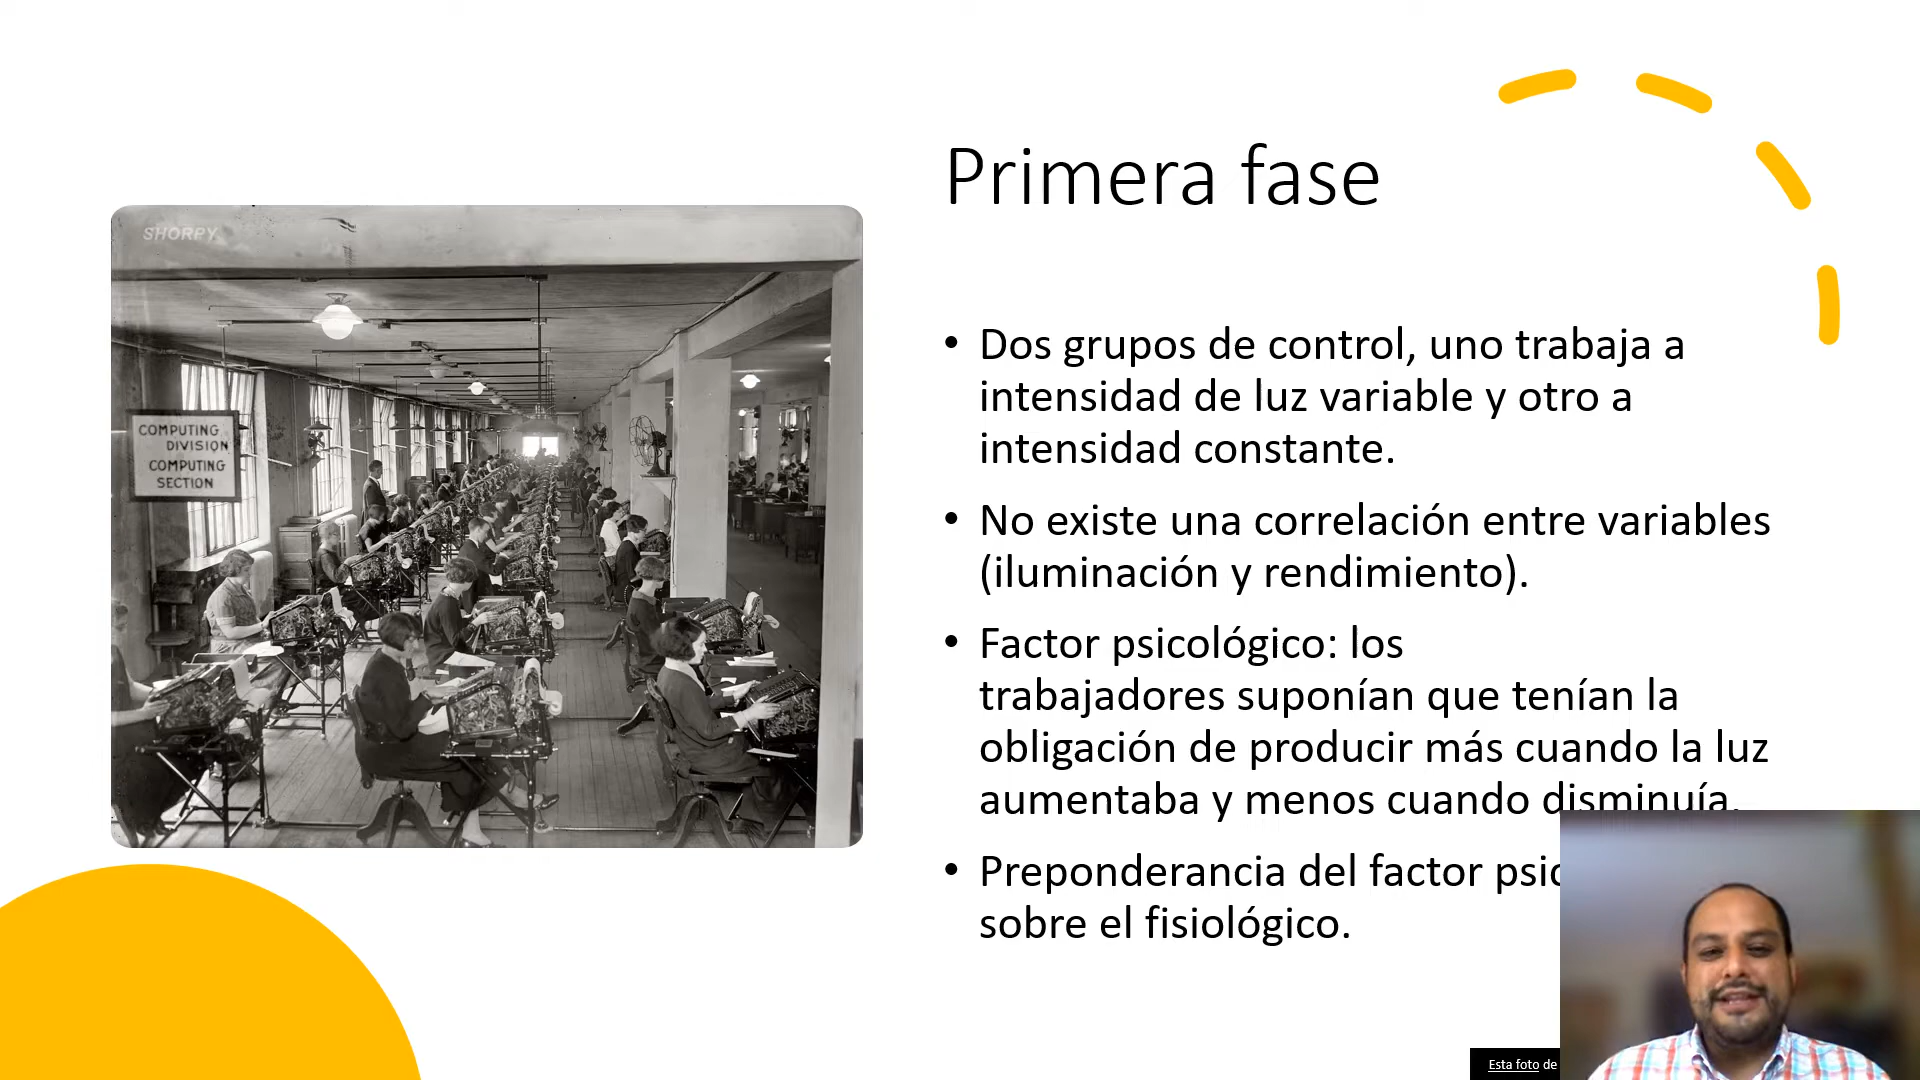 SHORPY
COMPUTING
DIVISION
COMPUTING
SECTION
Primera fase
• Dos grupos de control, uno trabaja a
intensidad de luz variable y otro a
intensidad constante.
• No existe una correlación entre variables
(iluminación y rendimiento).
• Factor psicológico: los
trabajadores suponían que tenían la
obligación de producir más cuando la luz
aumentaba y menos cuando disminuía.
• Preponderancia del factor
sobre el fisiológico.
Esta foto de